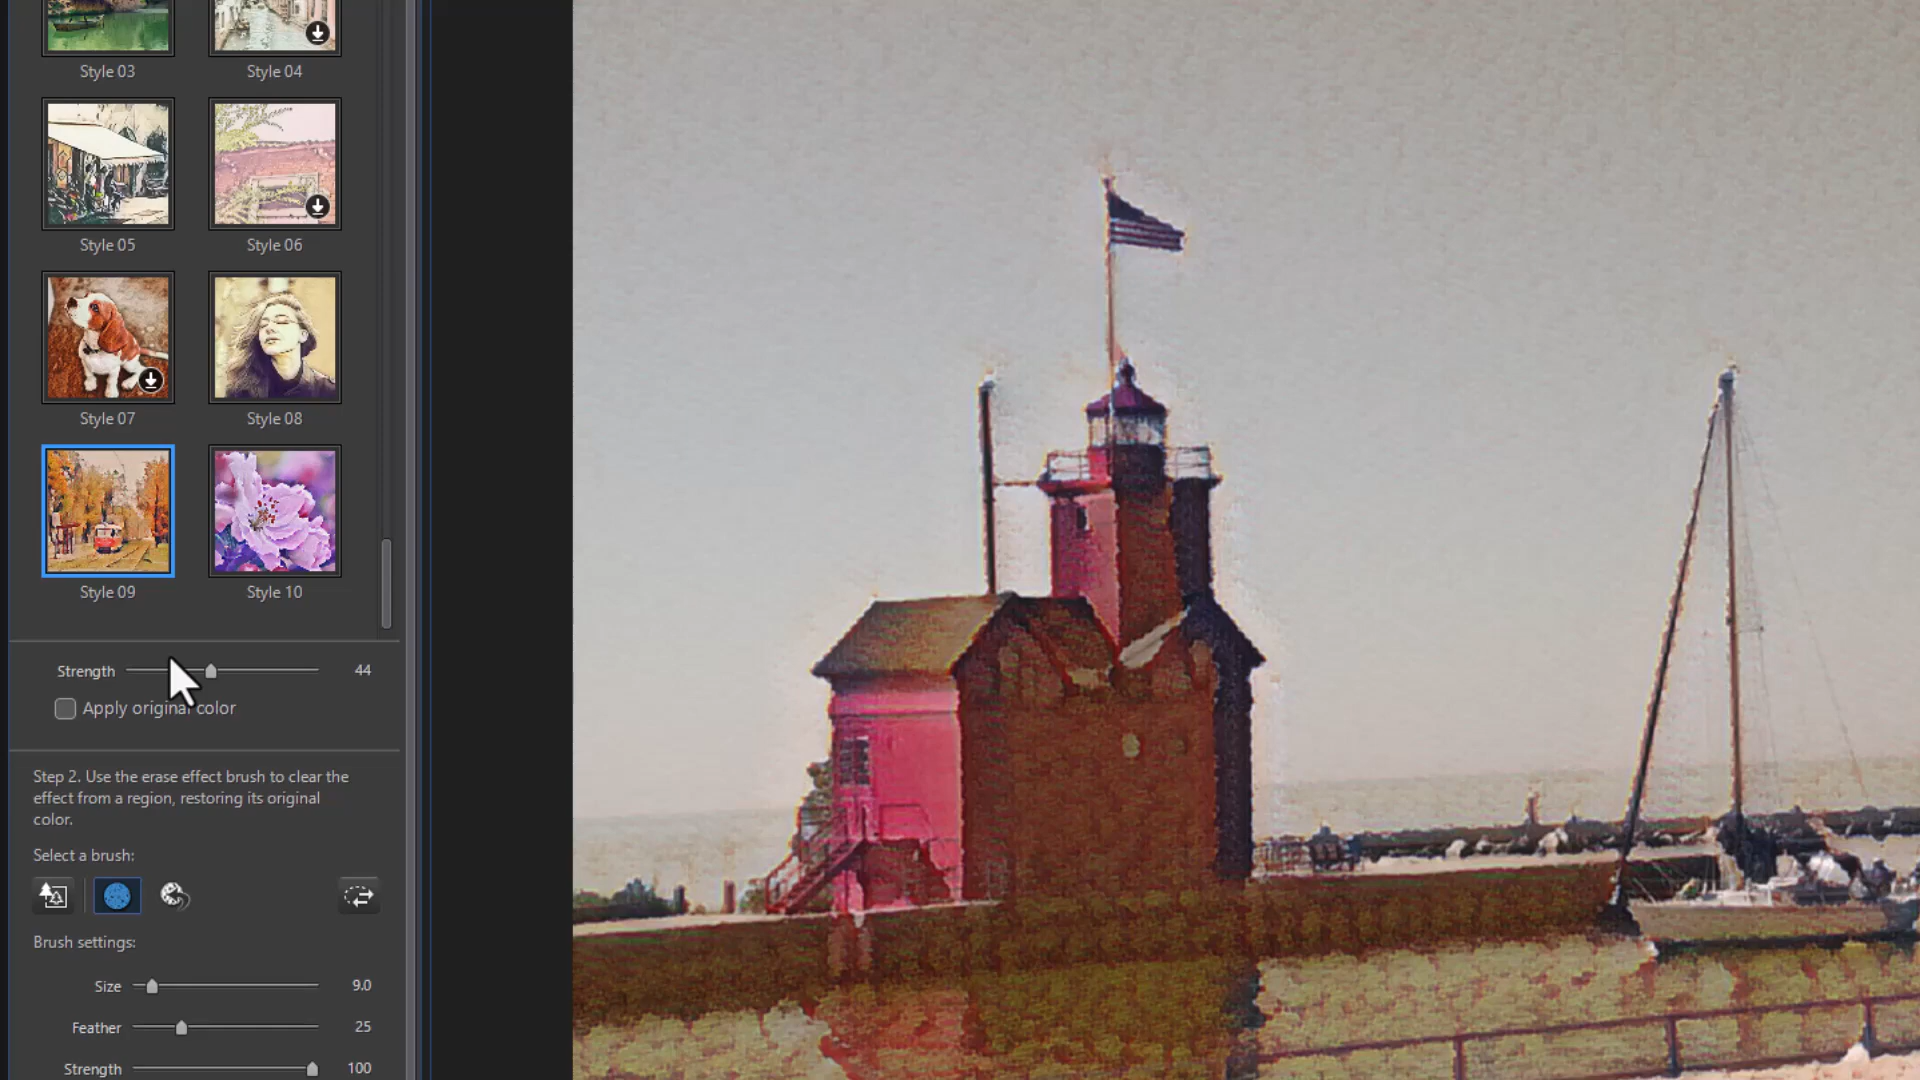 Style 03
Style 04
Style 05
Style 06
Style 07
Style 08
Style 09
Style 10
Strength 44
Apply original color
Step 2. Use the erase effect brush to clear the
effect from a region, restoring its original
color.
Select a brush:
Brush settings:
Size 9.0
Feather 25
Strength 100